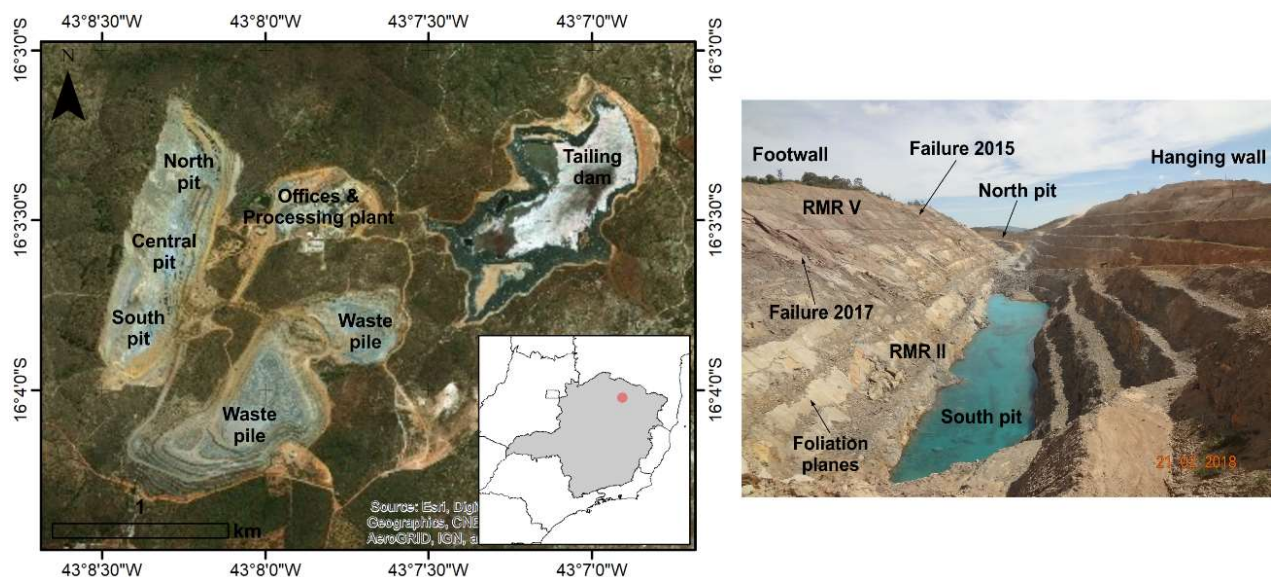 43°8'30"W
43°8'0"W
43°7'30"W
43°7'0"W
16°3'0"S
16°3'0"S
N
North
pit
Offices &
Processing plant
Tailing
dam
16°3'30"S
16°3'30"S
Central
pit
South
pit
Waste
pile
16°4'0"S
16°4'0"S
Waste
pile
1
km
Source: Esri, Digi
Geographics, CNE
AeroGRID, IGN, a
43°8'30"W
43°8'0"W
43°7'30"W
43°7'0"W
Footwall
Failure 2015
Hanging wall
North pit
RMR V
Failure 2017
RMR II
South pit
Foliation
planes
2018